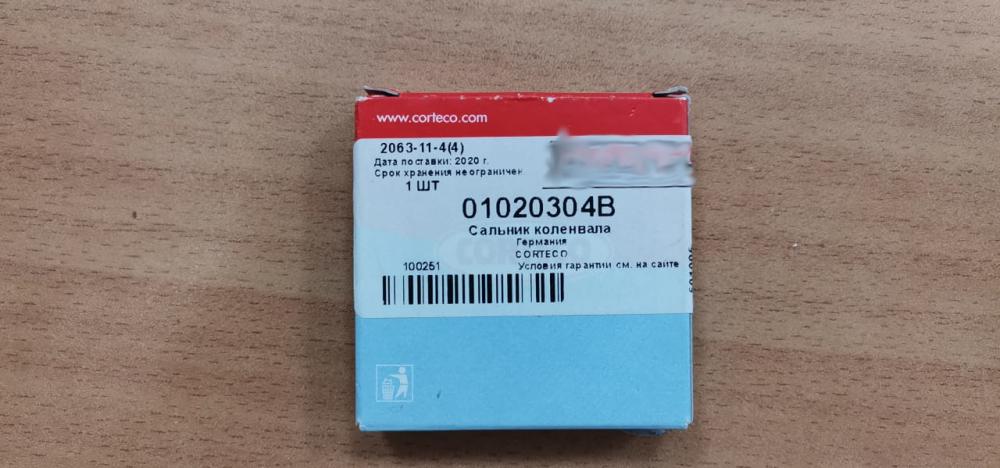 www.corteco.com
2063-11-4(4)
Дата поставки: 2020 г.
Срок хранения неограничен
1 ШТ
01020304B
Сальник коленвала
Германия
CORTECO
100251
Условия гарантии см. на сайте